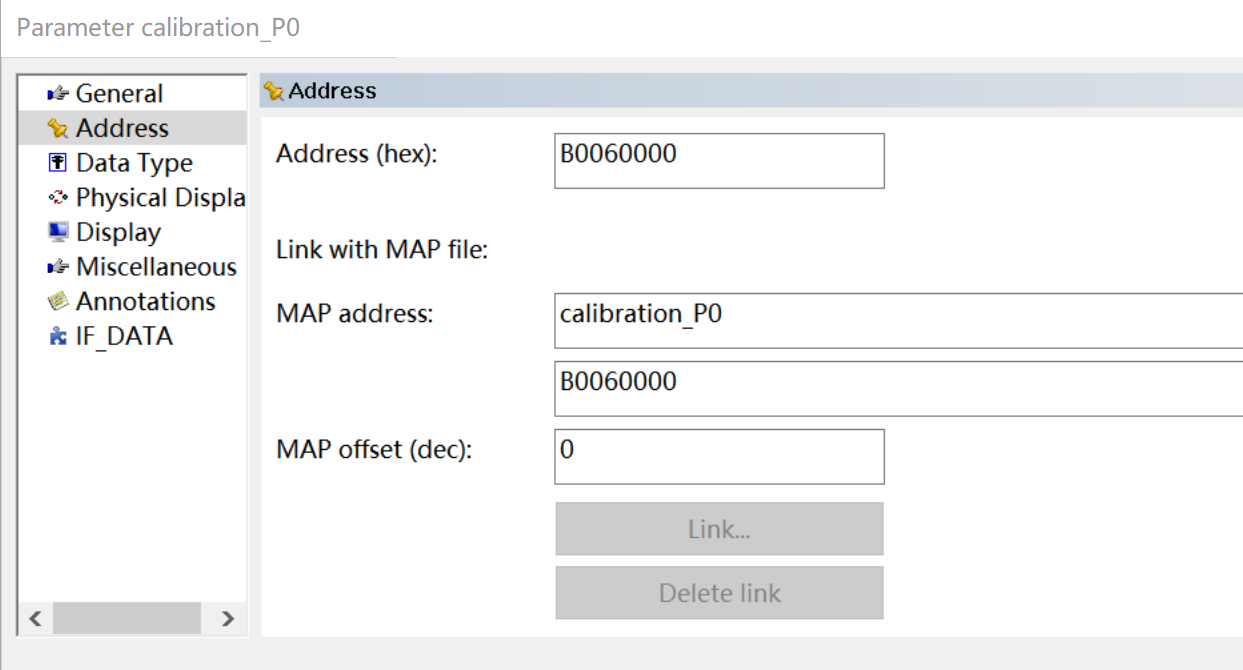 Parameter calibration_P0
General
Address
Data Type
Physical Displa
Display
Miscellaneous
Annotations
IF_DATA
Address
Address (hex):
B0060000
Link with MAP file:
MAP address:
calibration_P0
B0060000
MAP offset (dec):
0
Link...
Delete link